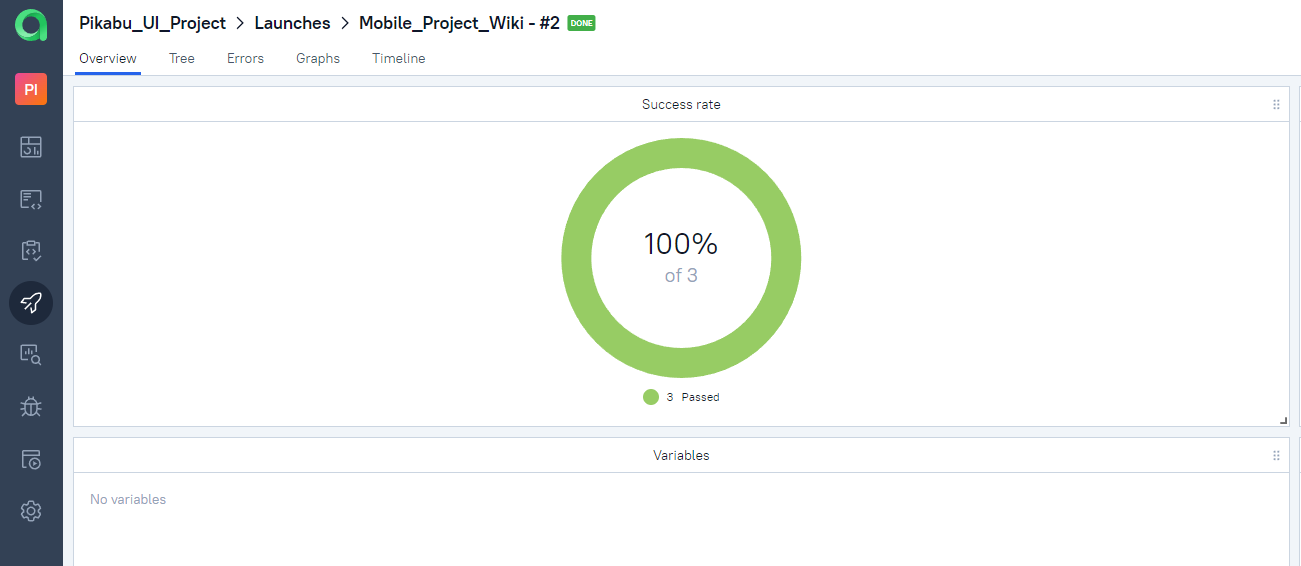 Pikabu_UI_Project > Launches > Mobile_Project_Wiki - #2 DONE
Overview Tree Errors Graphs Timeline
PI
Success rate
100%
of 3
3 Passed
Variables
No variables